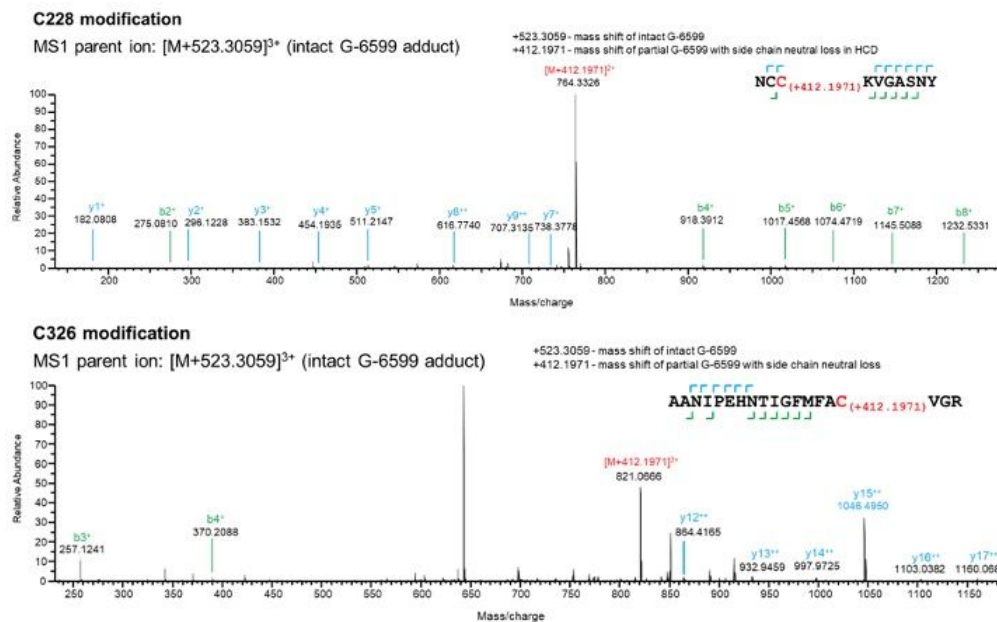 C228 modification
MS1 parent ion: [M+523.3059]³⁺ (intact G-6599 adduct)
+523.3059 - mass shift of intact G-6599
+412.1971 - mass shift of partial G-6599 with side chain neutral loss in HCD
[M+412.1971]²⁺
764.3326
NCC(+412.1971)KVGASNY
Relative Abundance
100
90
80
70
60
50
40
30
20
10
0
y1⁺
182.0808
b2⁺
275.0810
y2⁺
296.1228
y3⁺
383.1532
y4⁺
454.1935
y5⁺
511.2147
y8⁺⁺
616.7740
y9⁺⁺
707.3135
y7⁺
738.3778
b4⁺
918.3912
b5⁺
1017.4568
b6⁺
1074.4719
b7⁺
1145.5088
b8⁺
1232.5331
200 300 400 500 600 700 800 900 1000 1100 1200
Mass/charge
C326 modification
MS1 parent ion: [M+523.3059]³⁺ (intact G-6599 adduct)
+523.3059 - mass shift of intact G-6599
+412.1971 - mass shift of partial G-6599 with side chain neutral loss
AANIPEHNTIGFMFAC(+412.1971)VGR
Relative Abundance
100
90
80
70
60
50
40
30
20
10
0
b3⁺
257.1241
b4⁺
370.2088
[M+412.1971]³⁺
821.0666
y12⁺⁺
864.4165
y13⁺⁺
932.9459
y14⁺⁺
997.9725
y15⁺⁺
1046.4950
y16⁺⁺
1103.0382
y17⁺⁺
1160.068
250 300 350 400 450 500 550 600 650 700 750 800 850 900 950 1000 1050 1100 1150
Mass/charge